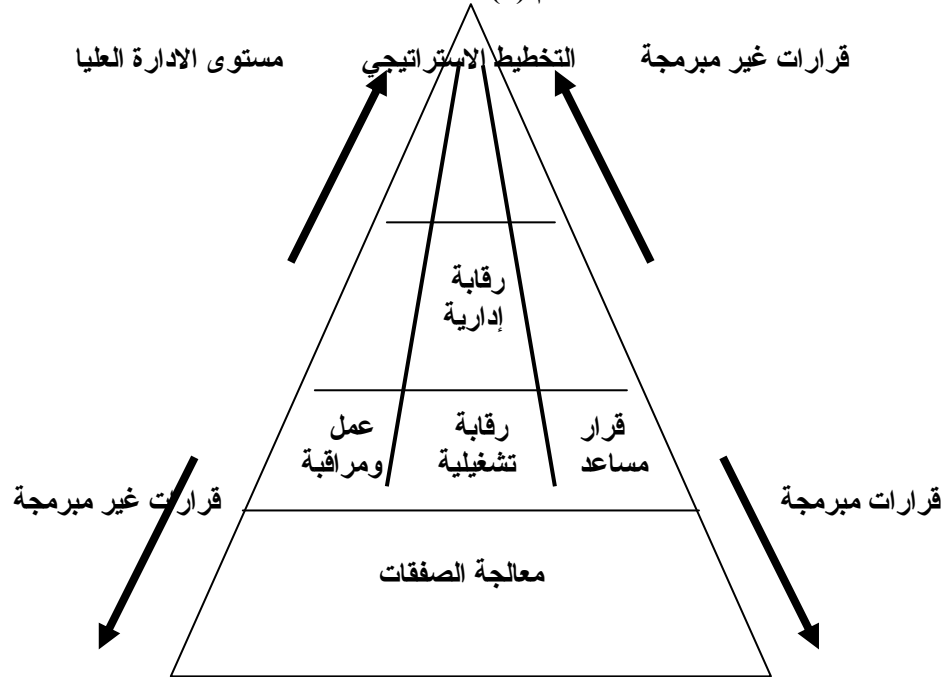 قرارات غير مبرمجة التخطيط الاستراتيجي مستوى الادارة العليا
رقابة
إدارية
قرار رقابة عمل
مساعد تشغيلية ومراقبة
قرارات مبرمجة قرارات غير مبرمجة
معالجة الصفقات